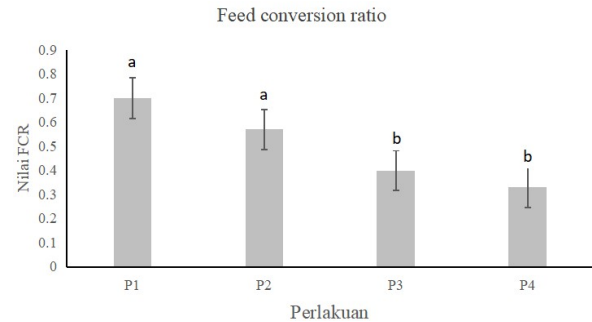 Feed conversion ratio
0.9
0.8
0.7
0.6
0.5
0.4
0.3
0.2
0.1
0
Nilai FCR
a
a
b
b
P1
P2
P3
P4
Perlakuan